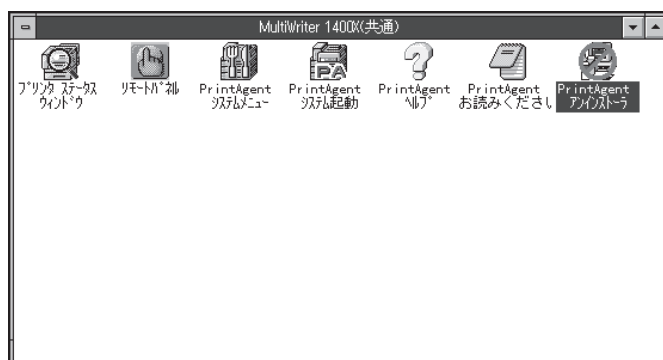 MultiWriter 1400X(共通)
プリンタ ステータス
ウィンドウ
リモートパネル
PrintAgent
システムメニュー
PrintAgent
システム起動
PrintAgent
ヘルプ
PrintAgent
お読みくださし
PrintAgent
アンインストーラ
PA